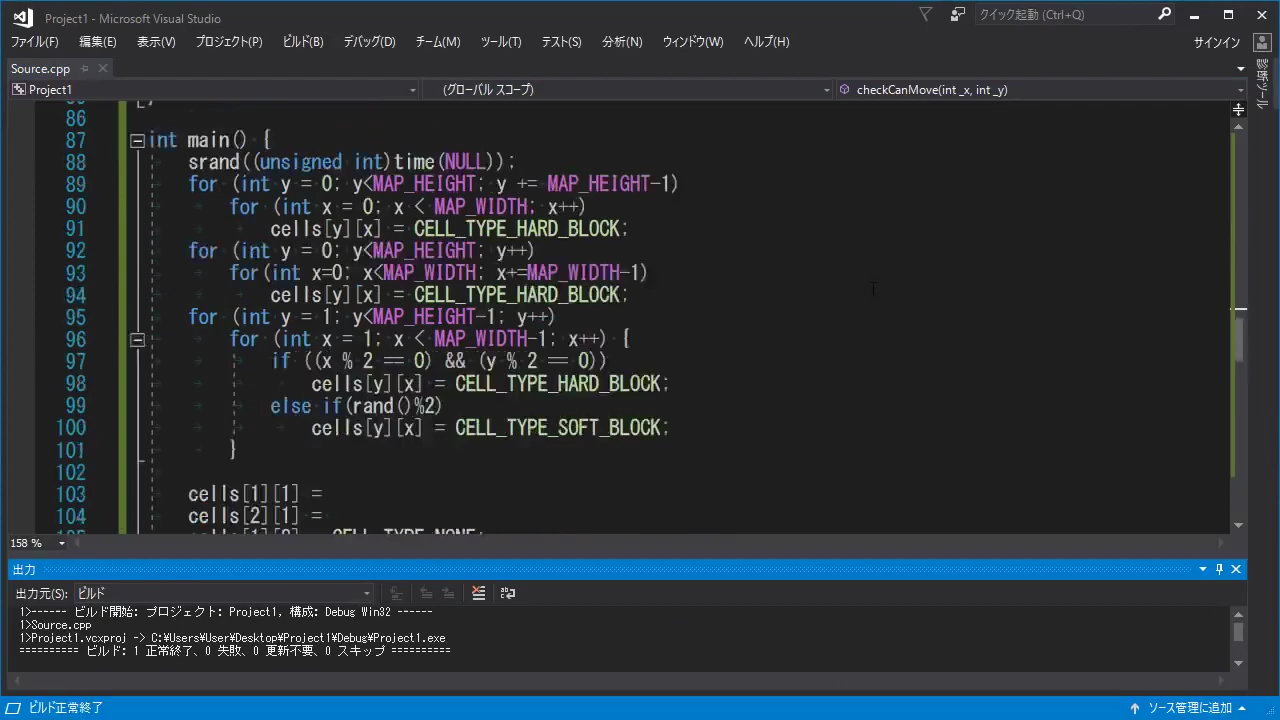 Project1 - Microsoft Visual Studio
クイック起動 (Ctrl+Q)
ファイル(F) 編集(E) 表示(V) プロジェクト(P) ビルド(B) デバッグ(D) チーム(M) ツール(T) テスト(S) 分析(N) ウィンドウ(W) ヘルプ(H) サインイン
Source.cpp
診断ツール
Project1 (グローバル スコープ) checkCanMove(int _x, int _y)
86
87 int main() {
88 srand((unsigned int)time(NULL));
89 for (int y = 0; y<MAP_HEIGHT; y += MAP_HEIGHT-1)
90 for (int x = 0; x < MAP_WIDTH; x++)
91 cells[y][x] = CELL_TYPE_HARD_BLOCK;
92 for (int y = 0; y<MAP_HEIGHT; y++)
93 for(int x=0; x<MAP_WIDTH; x+=MAP_WIDTH-1)
94 cells[y][x] = CELL_TYPE_HARD_BLOCK;
95 for (int y = 1; y<MAP_HEIGHT-1; y++)
96 for (int x = 1; x < MAP_WIDTH-1; x++) {
97 if ((x % 2 == 0) && (y % 2 == 0))
98 cells[y][x] = CELL_TYPE_HARD_BLOCK;
99 else if(rand()%2)
100 cells[y][x] = CELL_TYPE_SOFT_BLOCK;
101 }
102
103 cells[1][1] =
104 cells[2][1] =
158 %
出力
出力元(S): ビルド
1>------ ビルド開始: プロジェクト: Project1, 構成: Debug Win32 ------
1>Source.cpp
1>Project1.vcxproj -> C:¥Users¥User¥Desktop¥Project1¥Debug¥Project1.exe
========== ビルド: 1 正常終了、0 失敗、0 更新不要、0 スキップ ==========
ビルド正常終了 ソース管理に追加